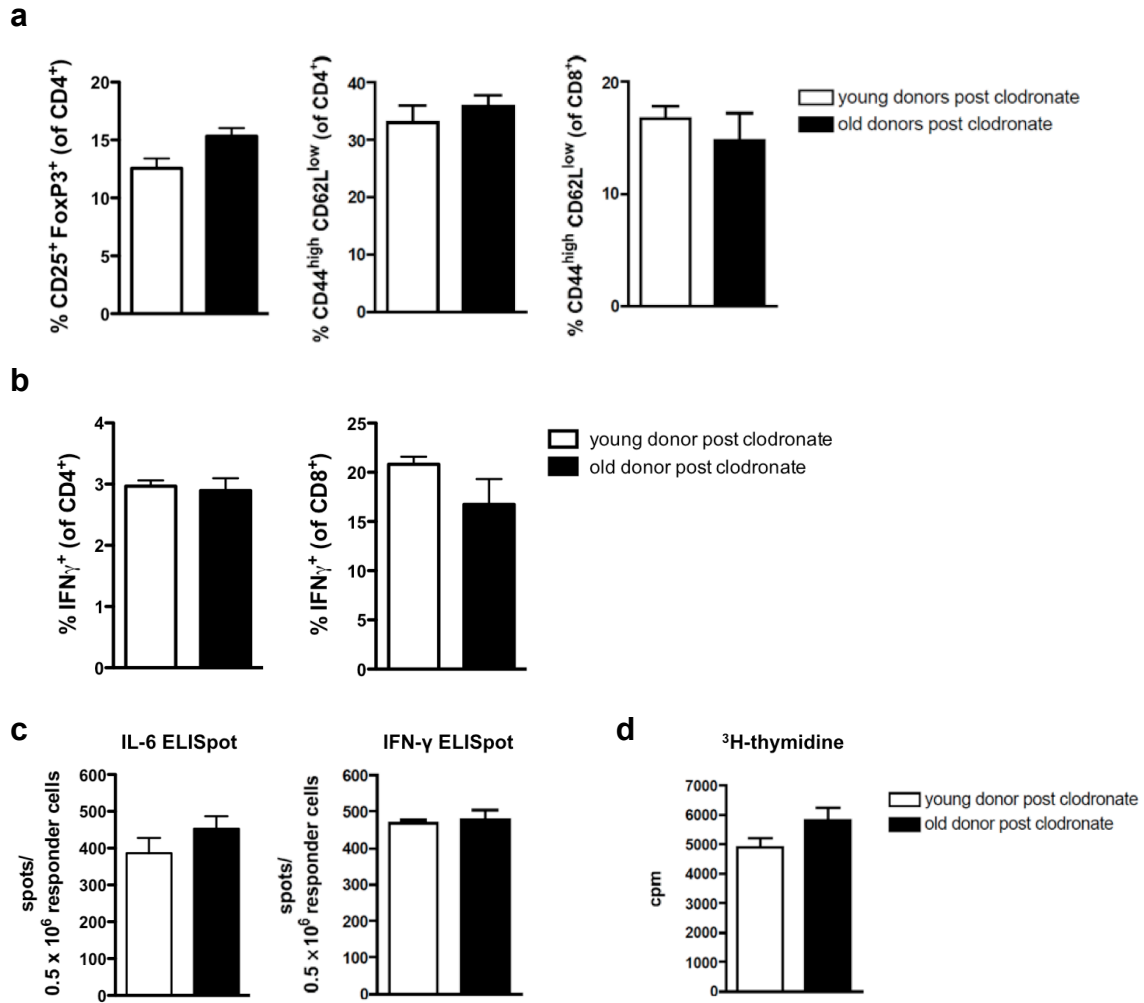 a
% CD25⁺ FoxP3⁺ (of CD4⁺)
20
15
10
5
0
% CD44ʰⁱᵍʰ CD62Lˡᵒʷ (of CD4⁺)
40
30
20
10
0
% CD44ʰⁱᵍʰ CD62Lˡᵒʷ (of CD8⁺)
20
10
0
young donors post clodronate
old donors post clodronate
b
% IFNγ⁺ (of CD4⁺)
4
3
2
1
0
% IFNγ⁺ (of CD8⁺)
25
20
15
10
5
0
young donor post clodronate
old donor post clodronate
c
IL-6 ELISpot
spots/
0.5 x 10⁶ responder cells
600
500
400
300
200
100
0
IFN-γ ELISpot
spots/
0.5 x 10⁶ responder cells
600
500
400
300
200
100
0
d
³H-thymidine
cpm
7000
6000
5000
4000
3000
2000
1000
0
young donor post clodronate
old donor post clodronate